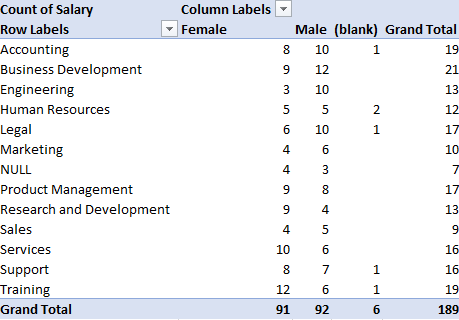 Count of Salary Column Labels
Row Labels Female Male (blank) Grand Total
Accounting 8 10 1 19
Business Development 9 12 21
Engineering 3 10 13
Human Resources 5 5 2 12
Legal 6 10 1 17
Marketing 4 6 10
NULL 4 3 7
Product Management 9 8 17
Research and Development 9 4 13
Sales 4 5 9
Services 10 6 16
Support 8 7 1 16
Training 12 6 1 19
Grand Total 91 92 6 189